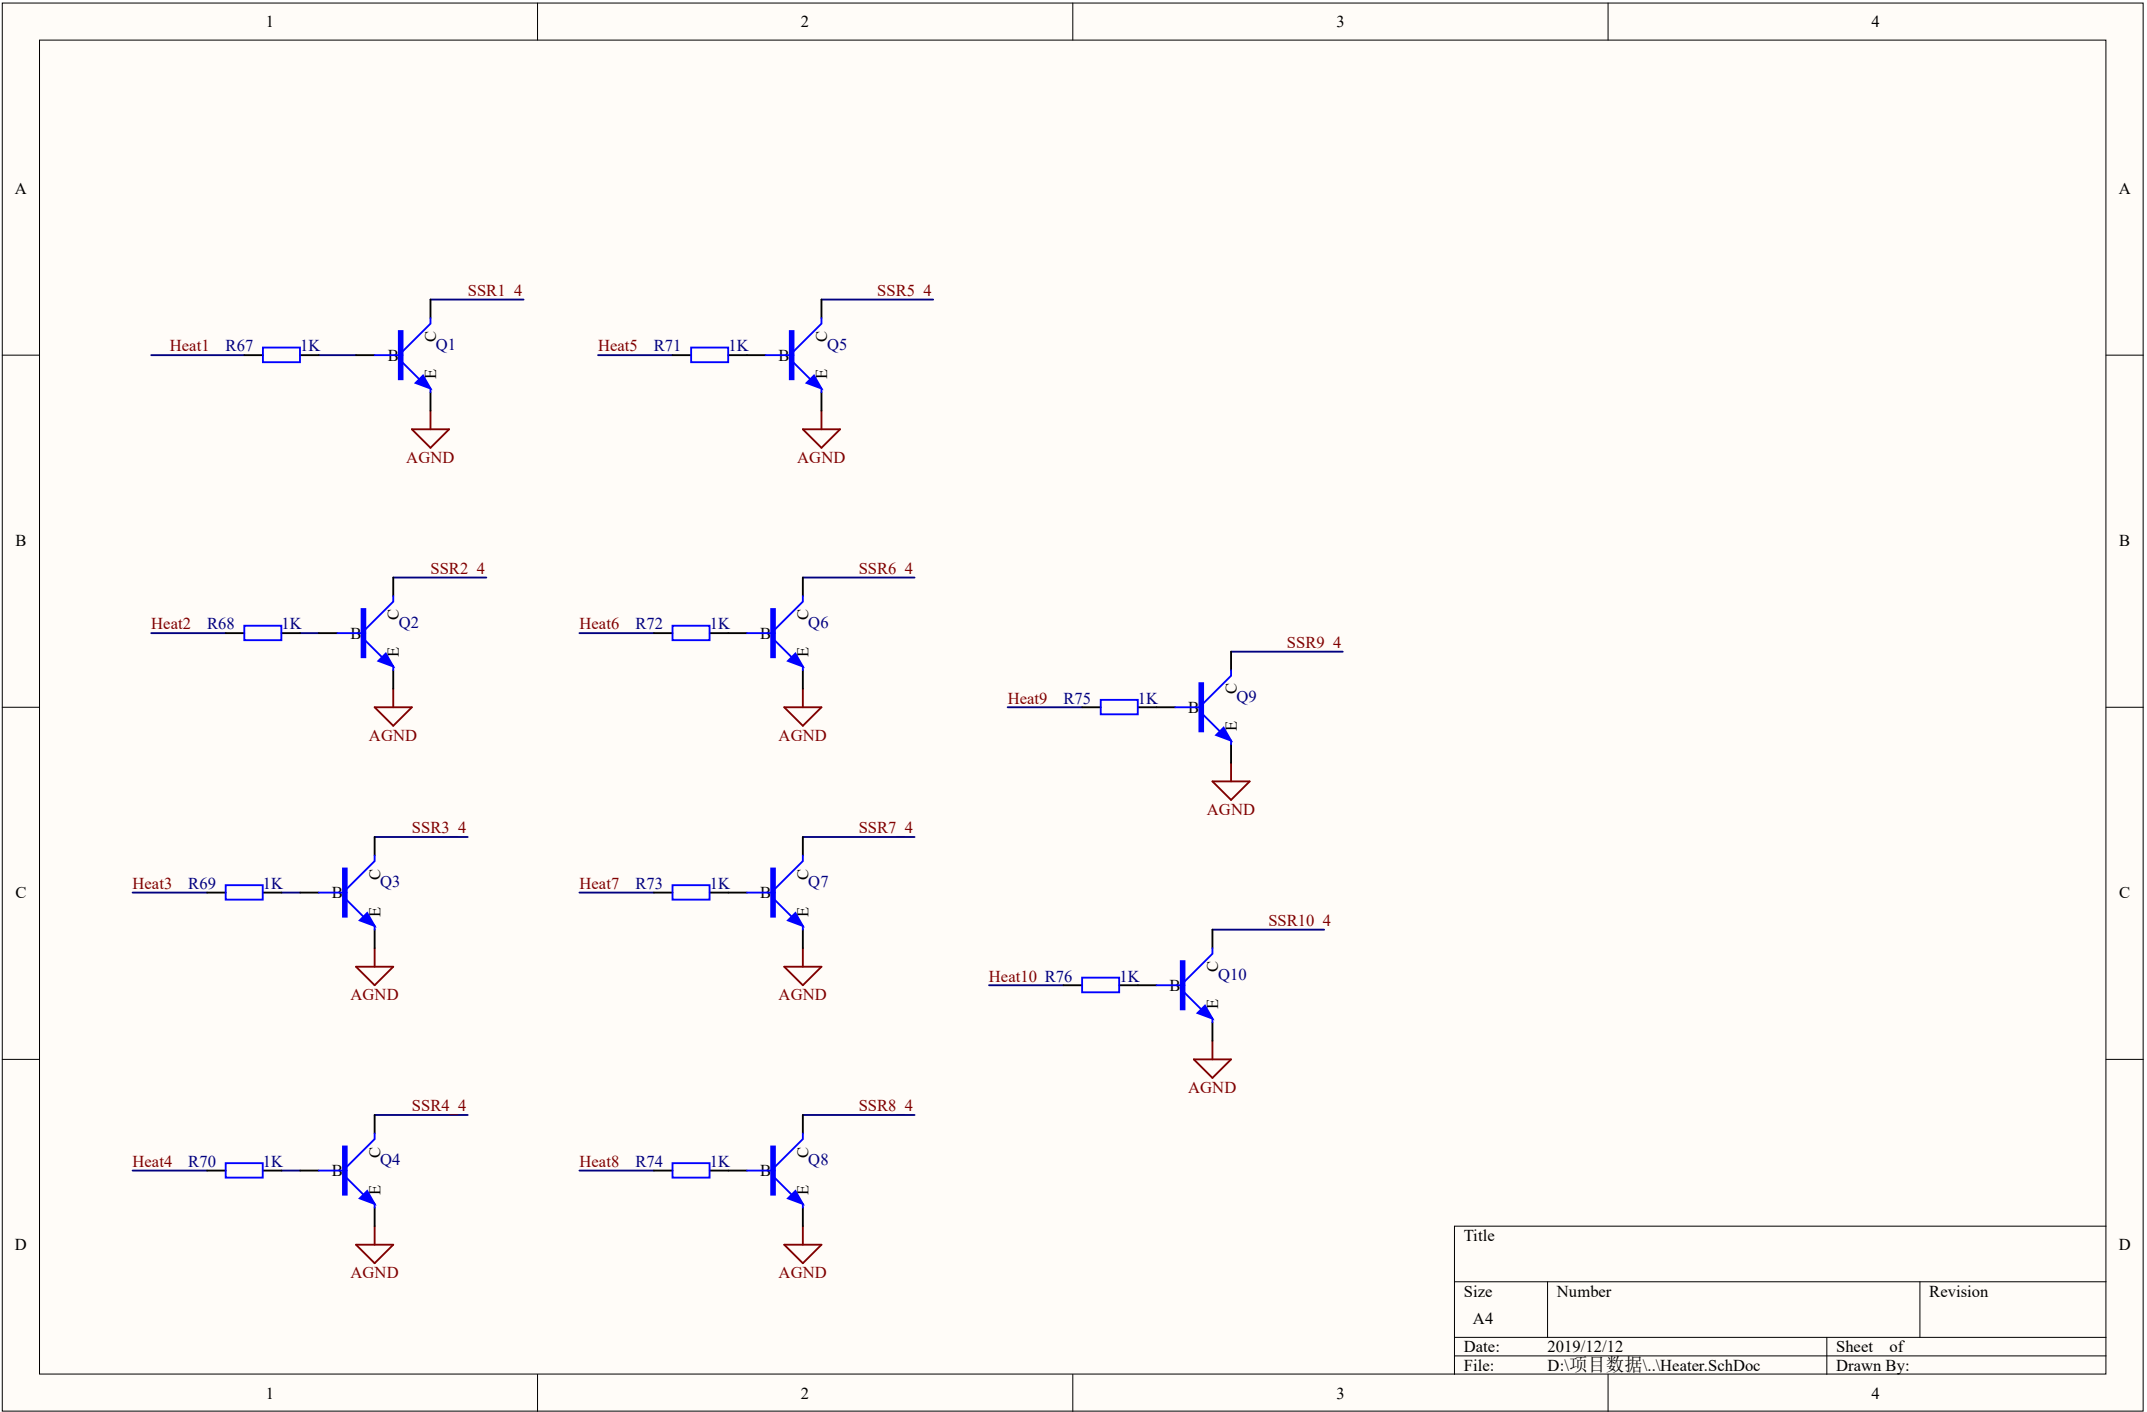 1 2 3 4
A A
SSR1_4
Heat1 R67 1K B C E Q1
AGND
SSR5_4
Heat5 R71 1K B C E Q5
AGND
B B
SSR2_4
Heat2 R68 1K B C E Q2
AGND
SSR6_4
Heat6 R72 1K B C E Q6
AGND
SSR9_4
Heat9 R75 1K B C E Q9
AGND
C C
SSR3_4
Heat3 R69 1K B C E Q3
AGND
SSR7_4
Heat7 R73 1K B C E Q7
AGND
SSR10_4
Heat10 R76 1K B C E Q10
AGND
D D
SSR4_4
Heat4 R70 1K B C E Q4
AGND
SSR8_4
Heat8 R74 1K B C E Q8
AGND
Title
Size Number Revision
A4
Date: 2019/12/12 Sheet of
File: D:\项目数据\..\Heater.SchDoc Drawn By:
1 2 3 4